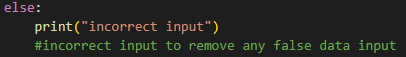 else:
    print("incorrect input")
    #incorrect input to remove any false data input